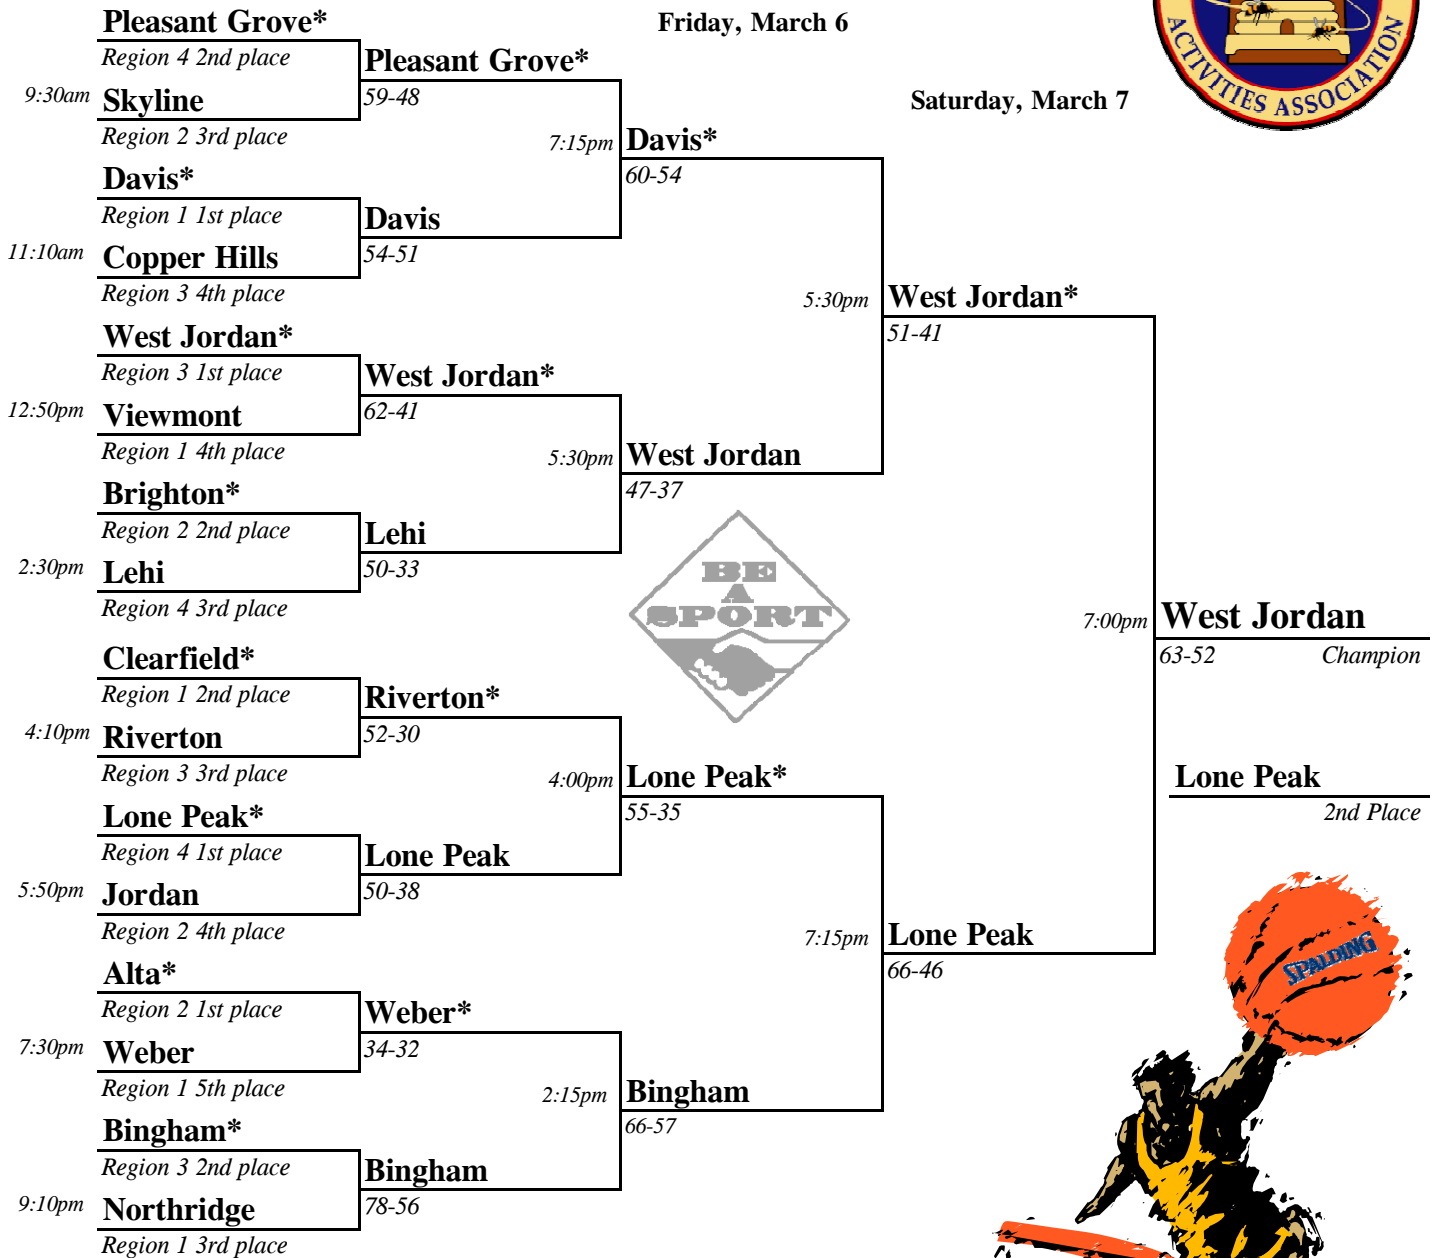 Pleasant Grove*
Region 4 2nd place
9:30am Skyline
Region 2 3rd place
Davis*
Region 1 1st place
11:10am Copper Hills
Region 3 4th place
West Jordan*
Region 3 1st place
12:50pm Viewmont
Region 1 4th place
Brighton*
Region 2 2nd place
2:30pm Lehi
Region 4 3rd place
Clearfield*
Region 1 2nd place
4:10pm Riverton
Region 3 3rd place
Lone Peak*
Region 4 1st place
5:50pm Jordan
Region 2 4th place
Alta*
Region 2 1st place
7:30pm Weber
Region 1 5th place
Bingham*
Region 3 2nd place
9:10pm Northridge
Region 1 3rd place
Pleasant Grove*
59-48
Davis
54-51
West Jordan*
62-41
Lehi
50-33
Riverton*
52-30
Lone Peak
50-38
Weber*
34-32
Bingham
78-56
Friday, March 6
7:15pm Davis*
60-54
5:30pm West Jordan
47-37
BE
A
SPORT
4:00pm Lone Peak*
55-35
2:15pm Bingham
66-57
Saturday, March 7
5:30pm West Jordan*
51-41
7:15pm Lone Peak
66-46
ACTIVITIES ASSOCIATION
7:00pm West Jordan
63-52 Champion
Lone Peak
2nd Place
SPALDING